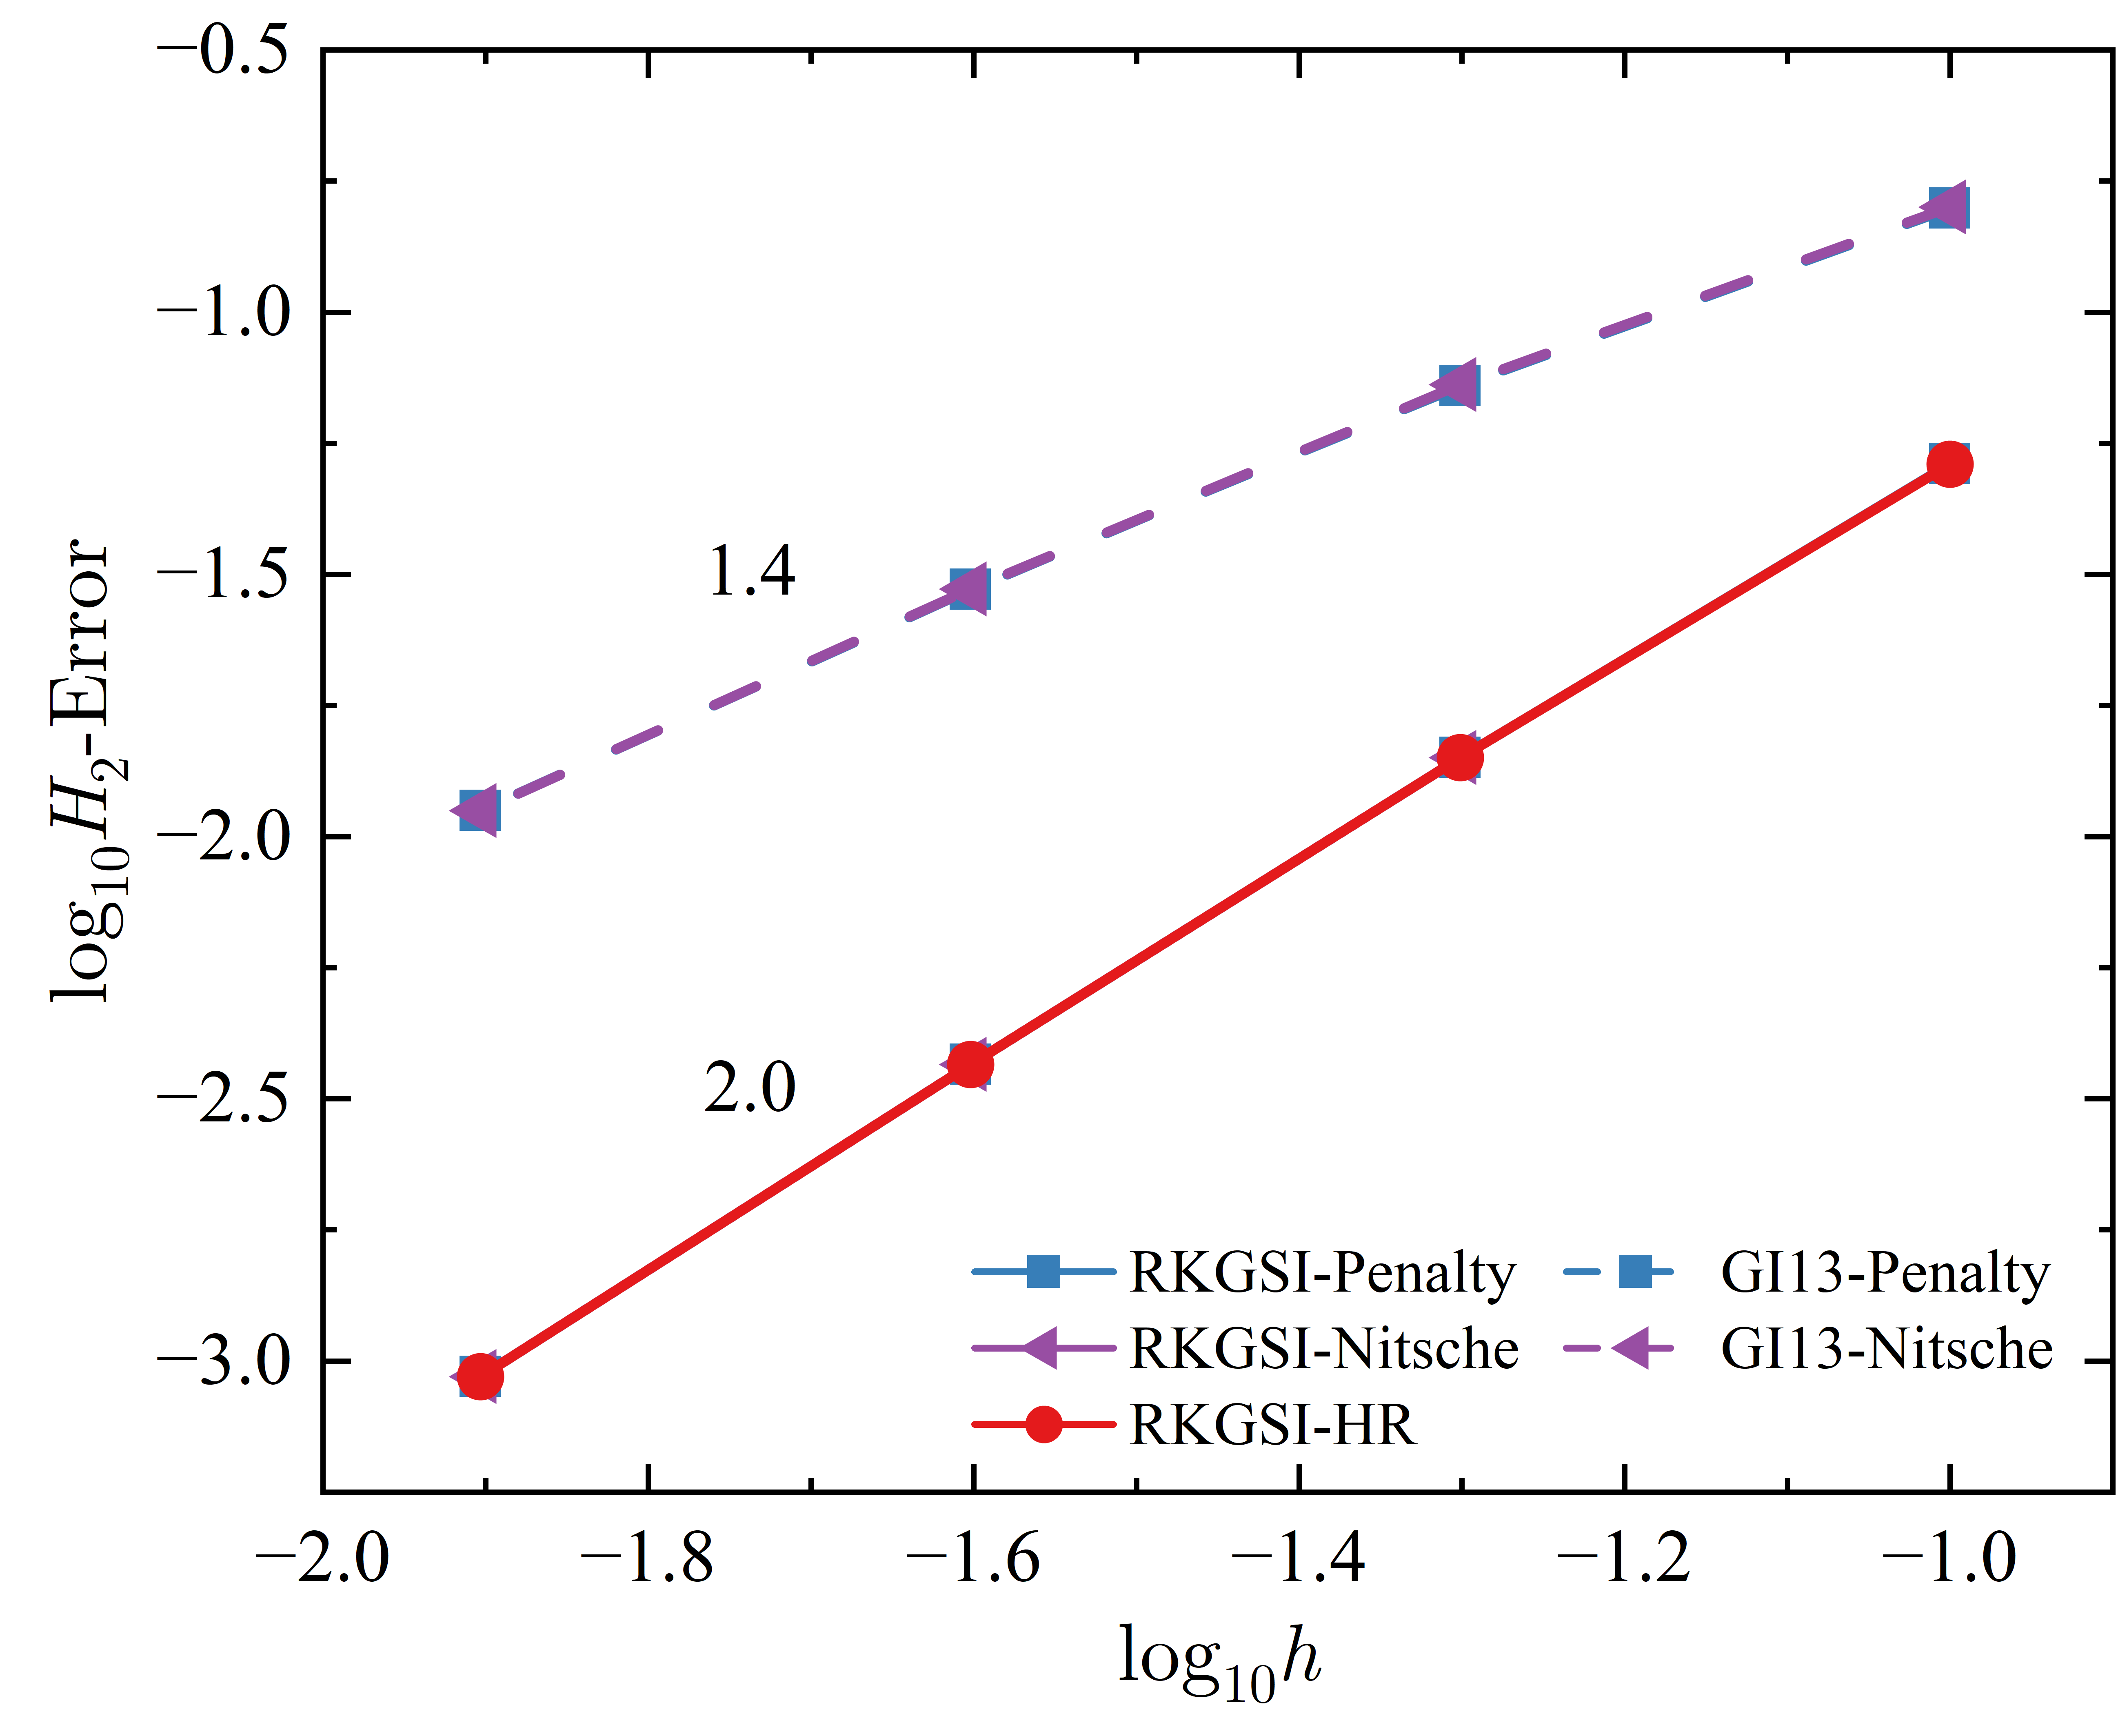 −0.5
−1.0
−1.5
−2.0
−2.5
−3.0
log₁₀H₂-Error
1.4
2.0
RKGSI-Penalty
GI13-Penalty
RKGSI-Nitsche
GI13-Nitsche
RKGSI-HR
−2.0 −1.8 −1.6 −1.4 −1.2 −1.0
log₁₀h